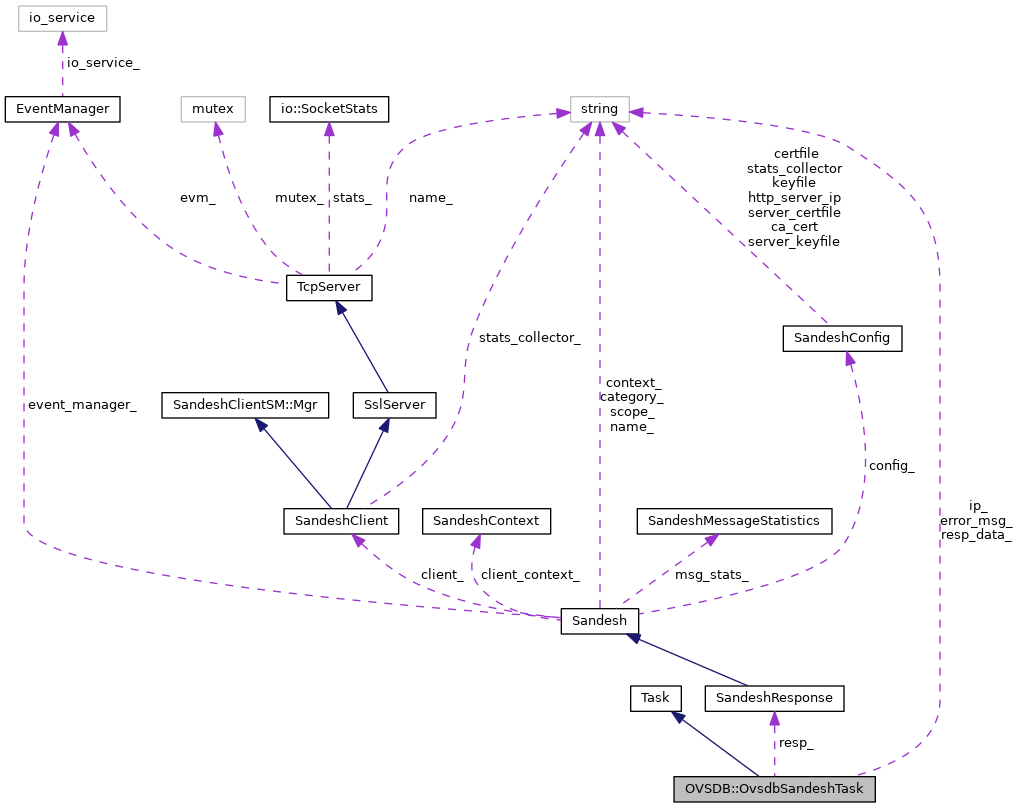 io_service
io_service_
EventManager
mutex
io::SocketStats
string
certfile
stats_collector
keyfile
http_server_ip
server_certfile
ca_cert
server_keyfile
evm_
mutex_
stats_
name_
TcpServer
stats_collector_
SandeshConfig
context_
category_
scope_
name_
event_manager_
SandeshClientSM::Mgr
SslServer
config_
ip_
error_msg_
resp_data_
SandeshClient
SandeshContext
SandeshMessageStatistics
client_
client_context_
msg_stats_
Sandesh
Task
SandeshResponse
resp_
OVSDB::OvsdbSandeshTask